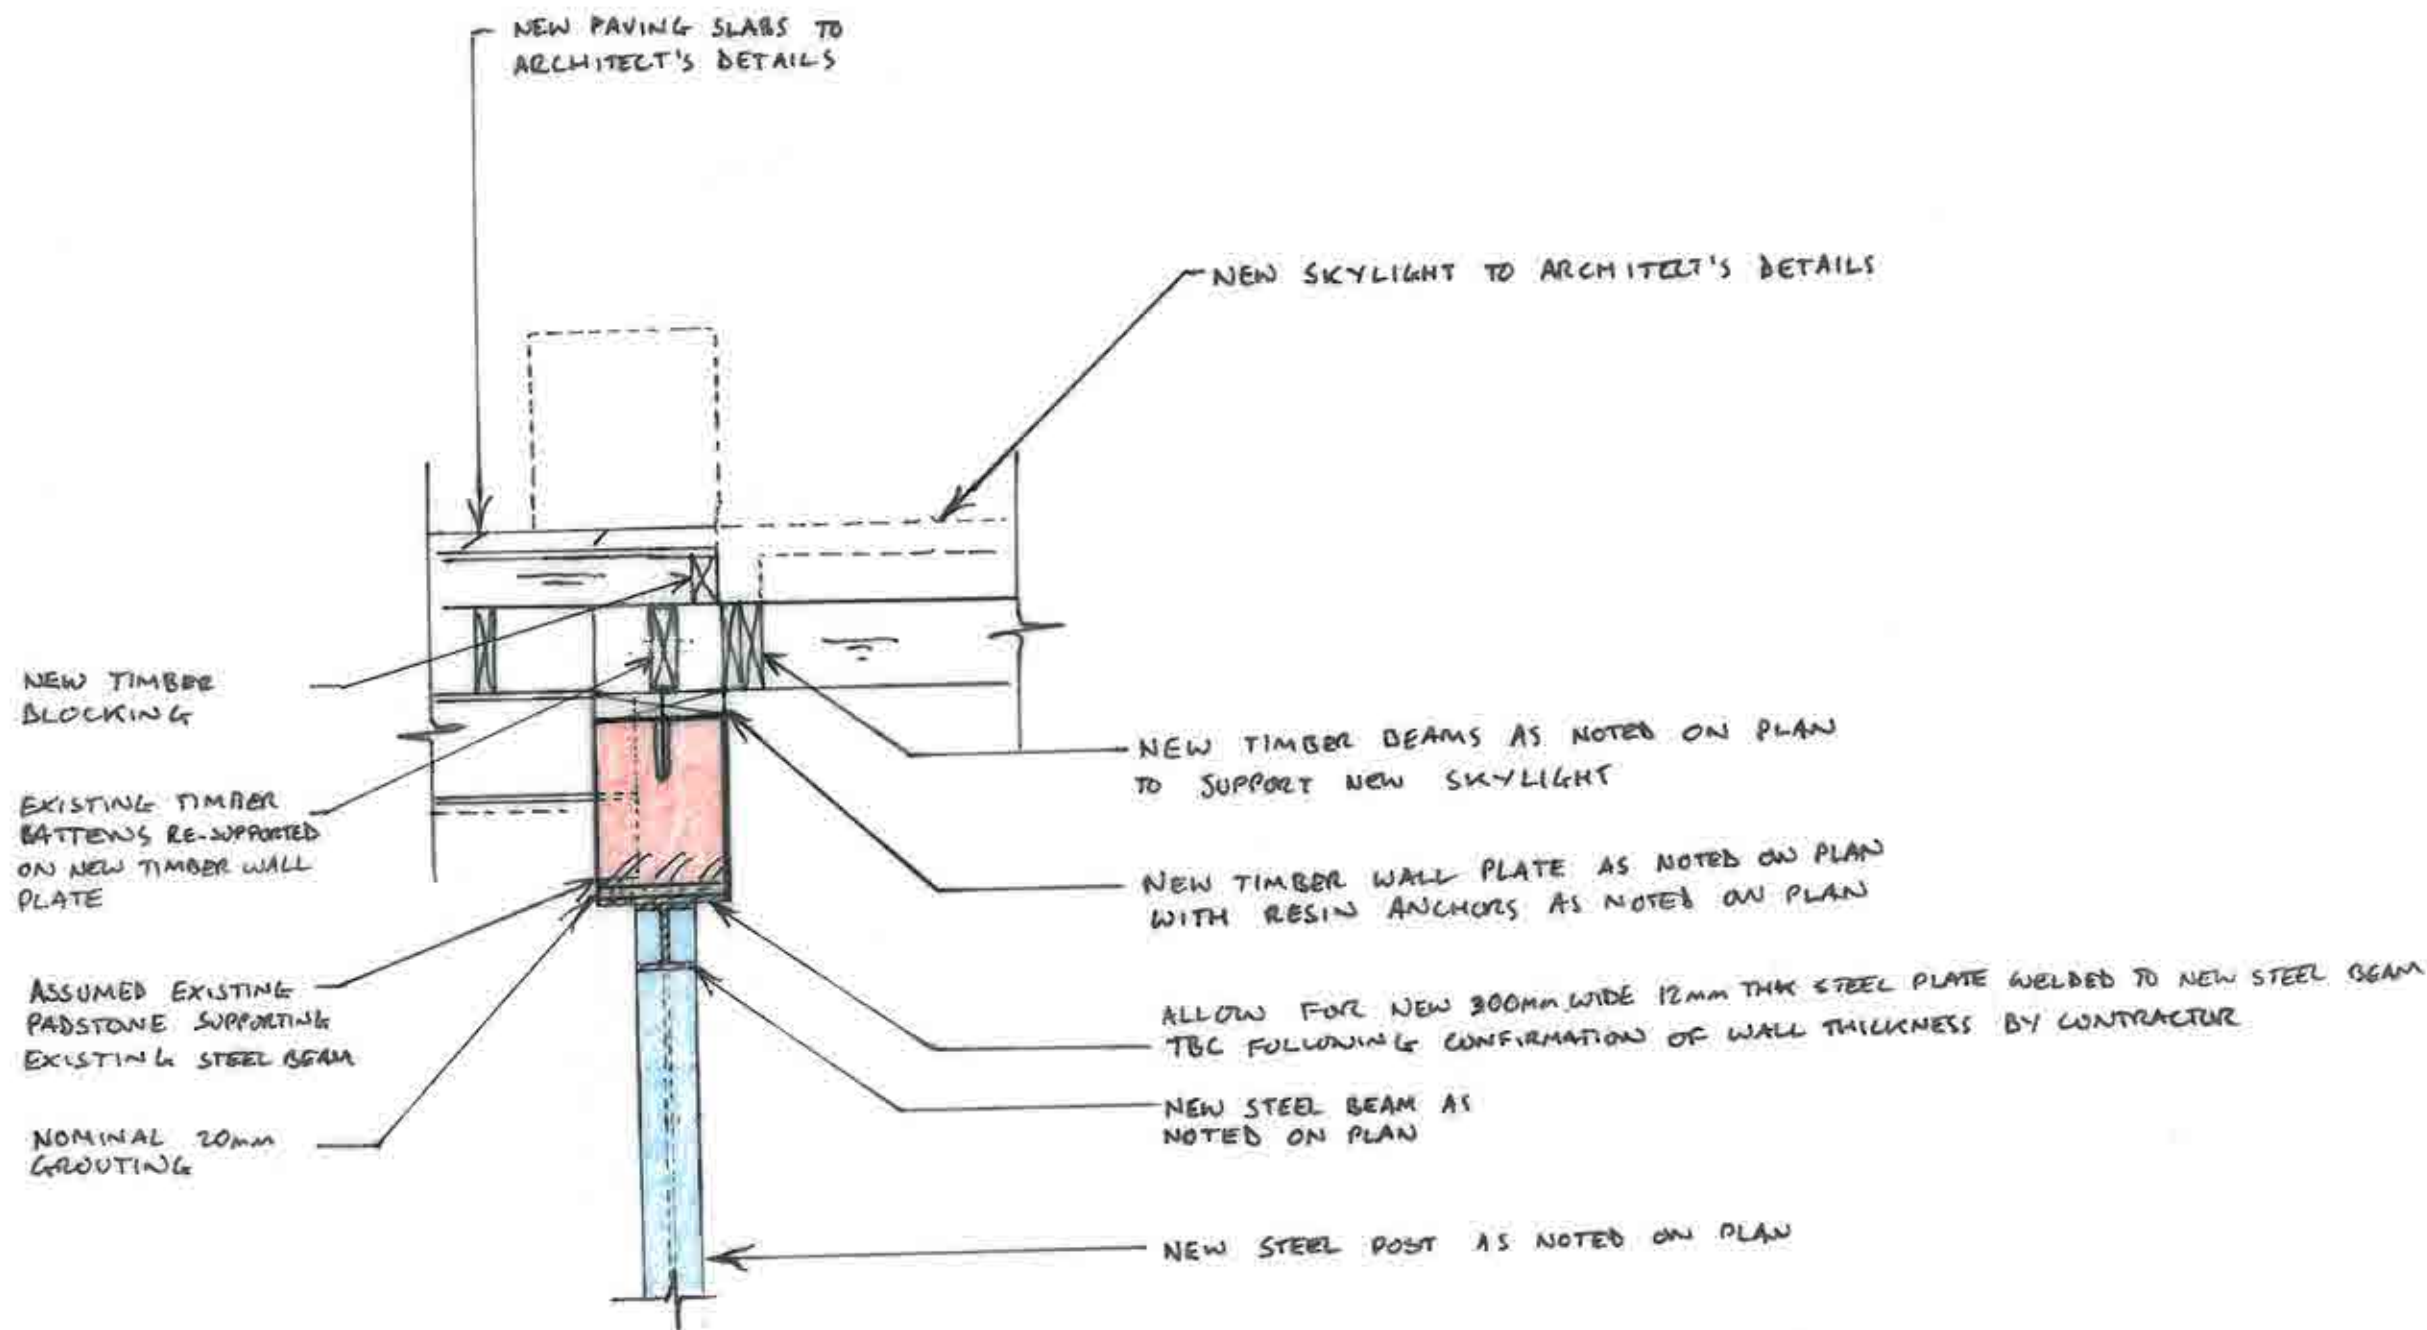 NEW PAVING SLABS TO
ARCHITECT'S DETAILS
NEW SKYLIGHT TO ARCHITECT'S DETAILS
NEW TIMBER
BLOCKING
EXISTING TIMBER
BATTENS RE-SUPPORTED
ON NEW TIMBER WALL
PLATE
ASSUMED EXISTING
PADSTONE SUPPORTING
EXISTING STEEL BEAM
NOMINAL 20mm
GROUTING
NEW TIMBER BEAMS AS NOTED ON PLAN
TO SUPPORT NEW SKYLIGHT
NEW TIMBER WALL PLATE AS NOTED ON PLAN
WITH RESIN ANCHORS AS NOTED ON PLAN
ALLOW FOR NEW 300mm WIDE 12mm THK STEEL PLATE WELDED TO NEW STEEL BEAM
TBC FOLLOWING CONFIRMATION OF WALL THICKNESS BY CONTRACTOR
NEW STEEL BEAM AS
NOTED ON PLAN
NEW STEEL POST AS NOTED ON PLAN